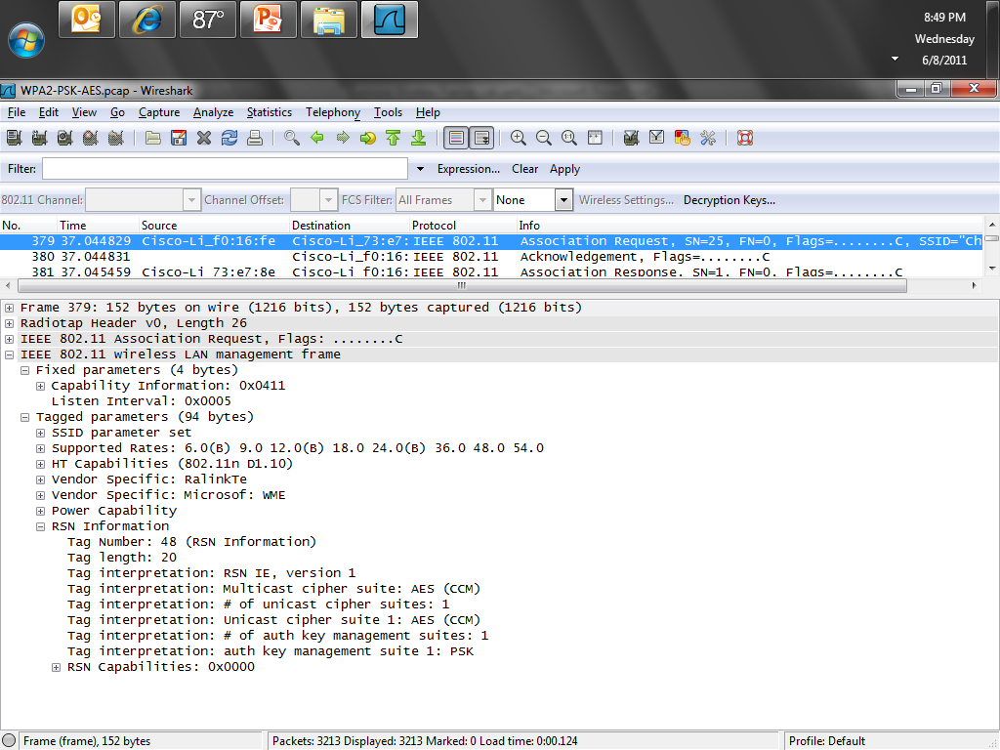 87°
8:49 PM
Wednesday
6/8/2011
WPA2-PSK-AES.pcap - Wireshark
File Edit View Go Capture Analyze Statistics Telephony Tools Help
Filter: Expression... Clear Apply
802.11 Channel: Channel Offset: FCS Filter: All Frames None Wireless Settings... Decryption Keys...
No. Time Source Destination Protocol Info
379 37.044829 Cisco-Li_f0:16:fe Cisco-Li_73:e7: IEEE 802.11 Association Request, SN=25, FN=0, Flags=........C, SSID="Ch
380 37.044831 Cisco-Li_f0:16: IEEE 802.11 Acknowledgement, Flags=........C
381 37.045459 Cisco-Li_73:e7:8e Cisco-Li_f0:16: IEEE 802.11 Association Response, SN=1, FN=0, Flags=........C
Frame 379: 152 bytes on wire (1216 bits), 152 bytes captured (1216 bits)
Radiotap Header v0, Length 26
IEEE 802.11 Association Request, Flags: ........C
IEEE 802.11 wireless LAN management frame
Fixed parameters (4 bytes)
Capability Information: 0x0411
Listen Interval: 0x0005
Tagged parameters (94 bytes)
SSID parameter set
Supported Rates: 6.0(B) 9.0 12.0(B) 18.0 24.0(B) 36.0 48.0 54.0
HT Capabilities (802.11n D1.10)
Vendor Specific: RalinkTe
Vendor Specific: Microsof: WME
Power Capability
RSN Information
Tag Number: 48 (RSN Information)
Tag length: 20
Tag interpretation: RSN IE, version 1
Tag interpretation: Multicast cipher suite: AES (CCM)
Tag interpretation: # of unicast cipher suites: 1
Tag interpretation: Unicast cipher suite 1: AES (CCM)
Tag interpretation: # of auth key management suites: 1
Tag interpretation: auth key management suite 1: PSK
RSN Capabilities: 0x0000
Frame (frame), 152 bytes Packets: 3213 Displayed: 3213 Marked: 0 Load time: 0:00.124 Profile: Default